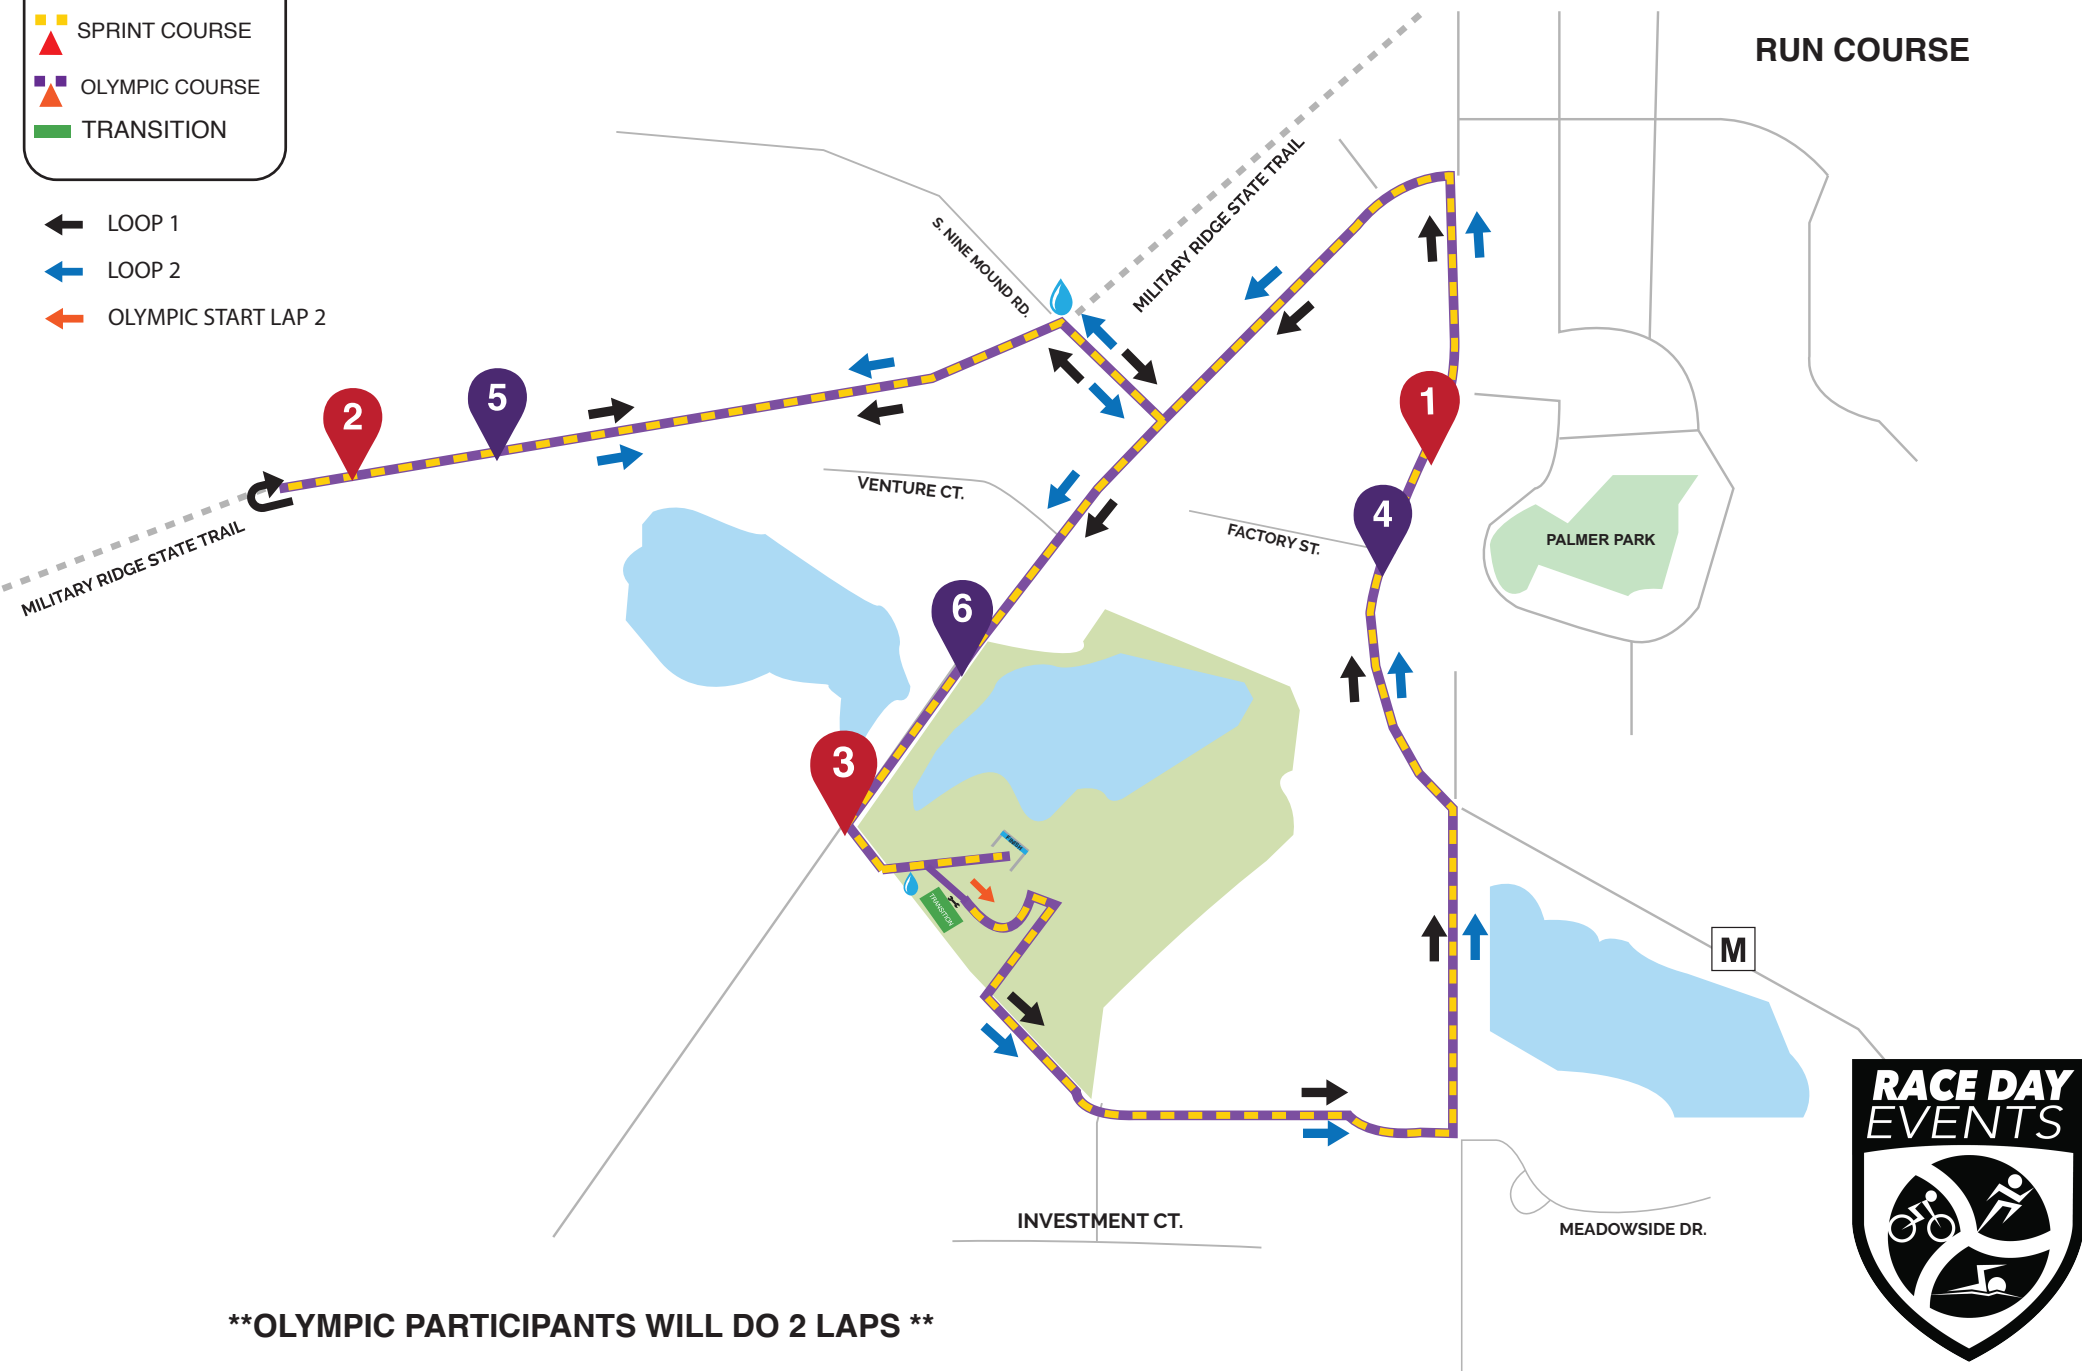 SPRINT COURSE
OLYMPIC COURSE
TRANSITION
RUN COURSE
LOOP 1
LOOP 2
OLYMPIC START LAP 2
S. NINE MOUND RD.
MILITARY RIDGE STATE TRAIL
1
2
5
VENTURE CT.
FACTORY ST.
4
PALMER PARK
MILITARY RIDGE STATE TRAIL
6
3
TRANSITION
M
RACE DAY
EVENTS
INVESTMENT CT.
MEADOWSIDE DR.
**OLYMPIC PARTICIPANTS WILL DO 2 LAPS **